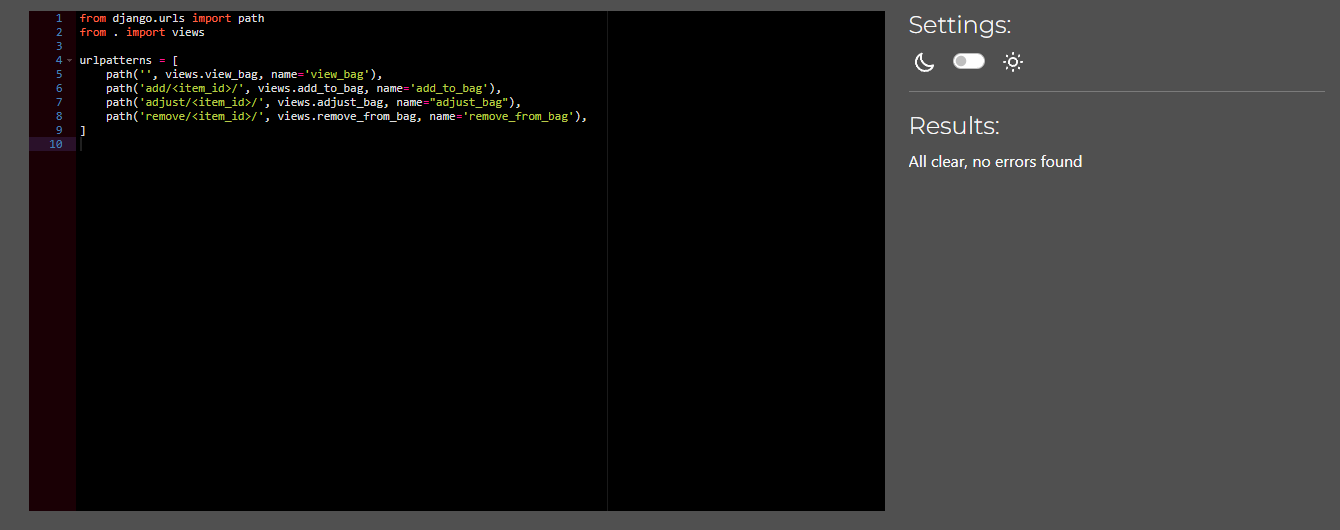 1 from django.urls import path
2 from . import views
3
4 urlpatterns = [
5     path('', views.view_bag, name='view_bag'),
6     path('add/<item_id>/', views.add_to_bag, name='add_to_bag'),
7     path('adjust/<item_id>/', views.adjust_bag, name="adjust_bag"),
8     path('remove/<item_id>/', views.remove_from_bag, name='remove_from_bag'),
9 ]
10
Settings:
Results:
All clear, no errors found